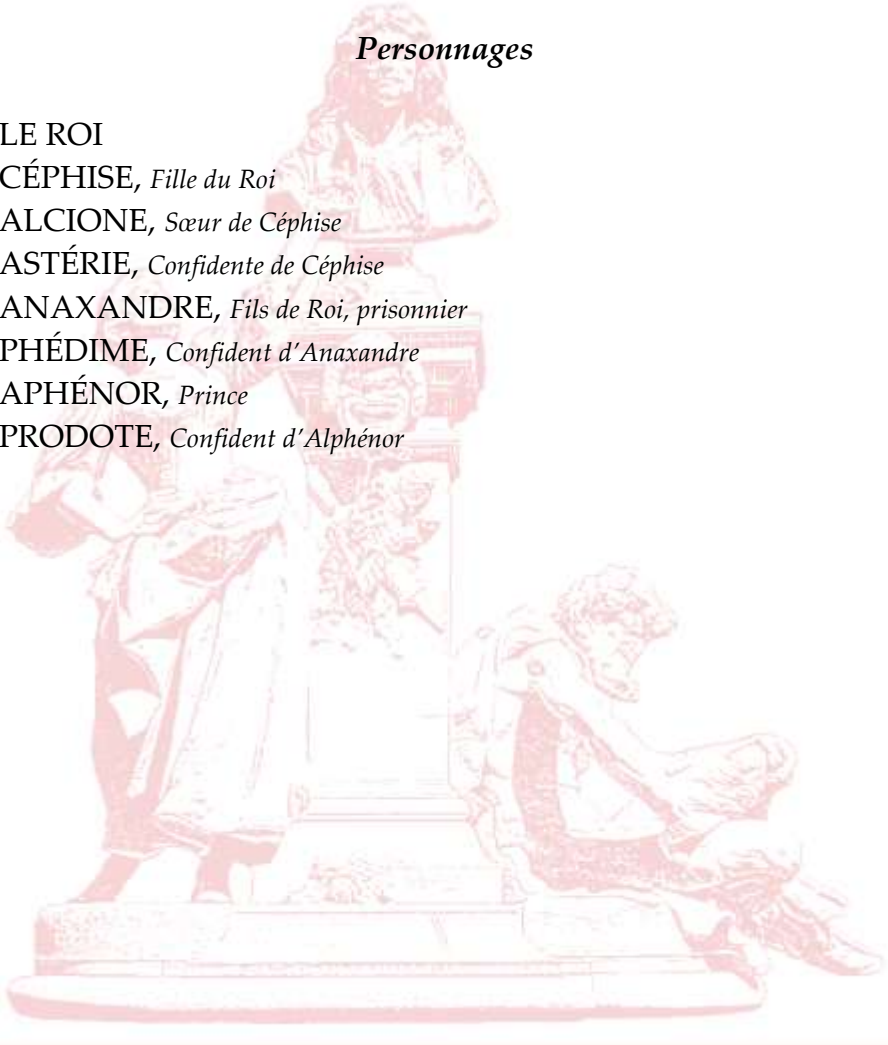 Personnages
LE ROI
CÉPHISE, Fille du Roi
ALCIONE, Sœur de Céphise
ASTÉRIE, Confidente de Céphise
ANAXANDRE, Fils de Roi, prisonnier
PHÉDIME, Confident d’Anaxandre
APHÉNOR, Prince
PRODOTE, Confident d’Alphénor